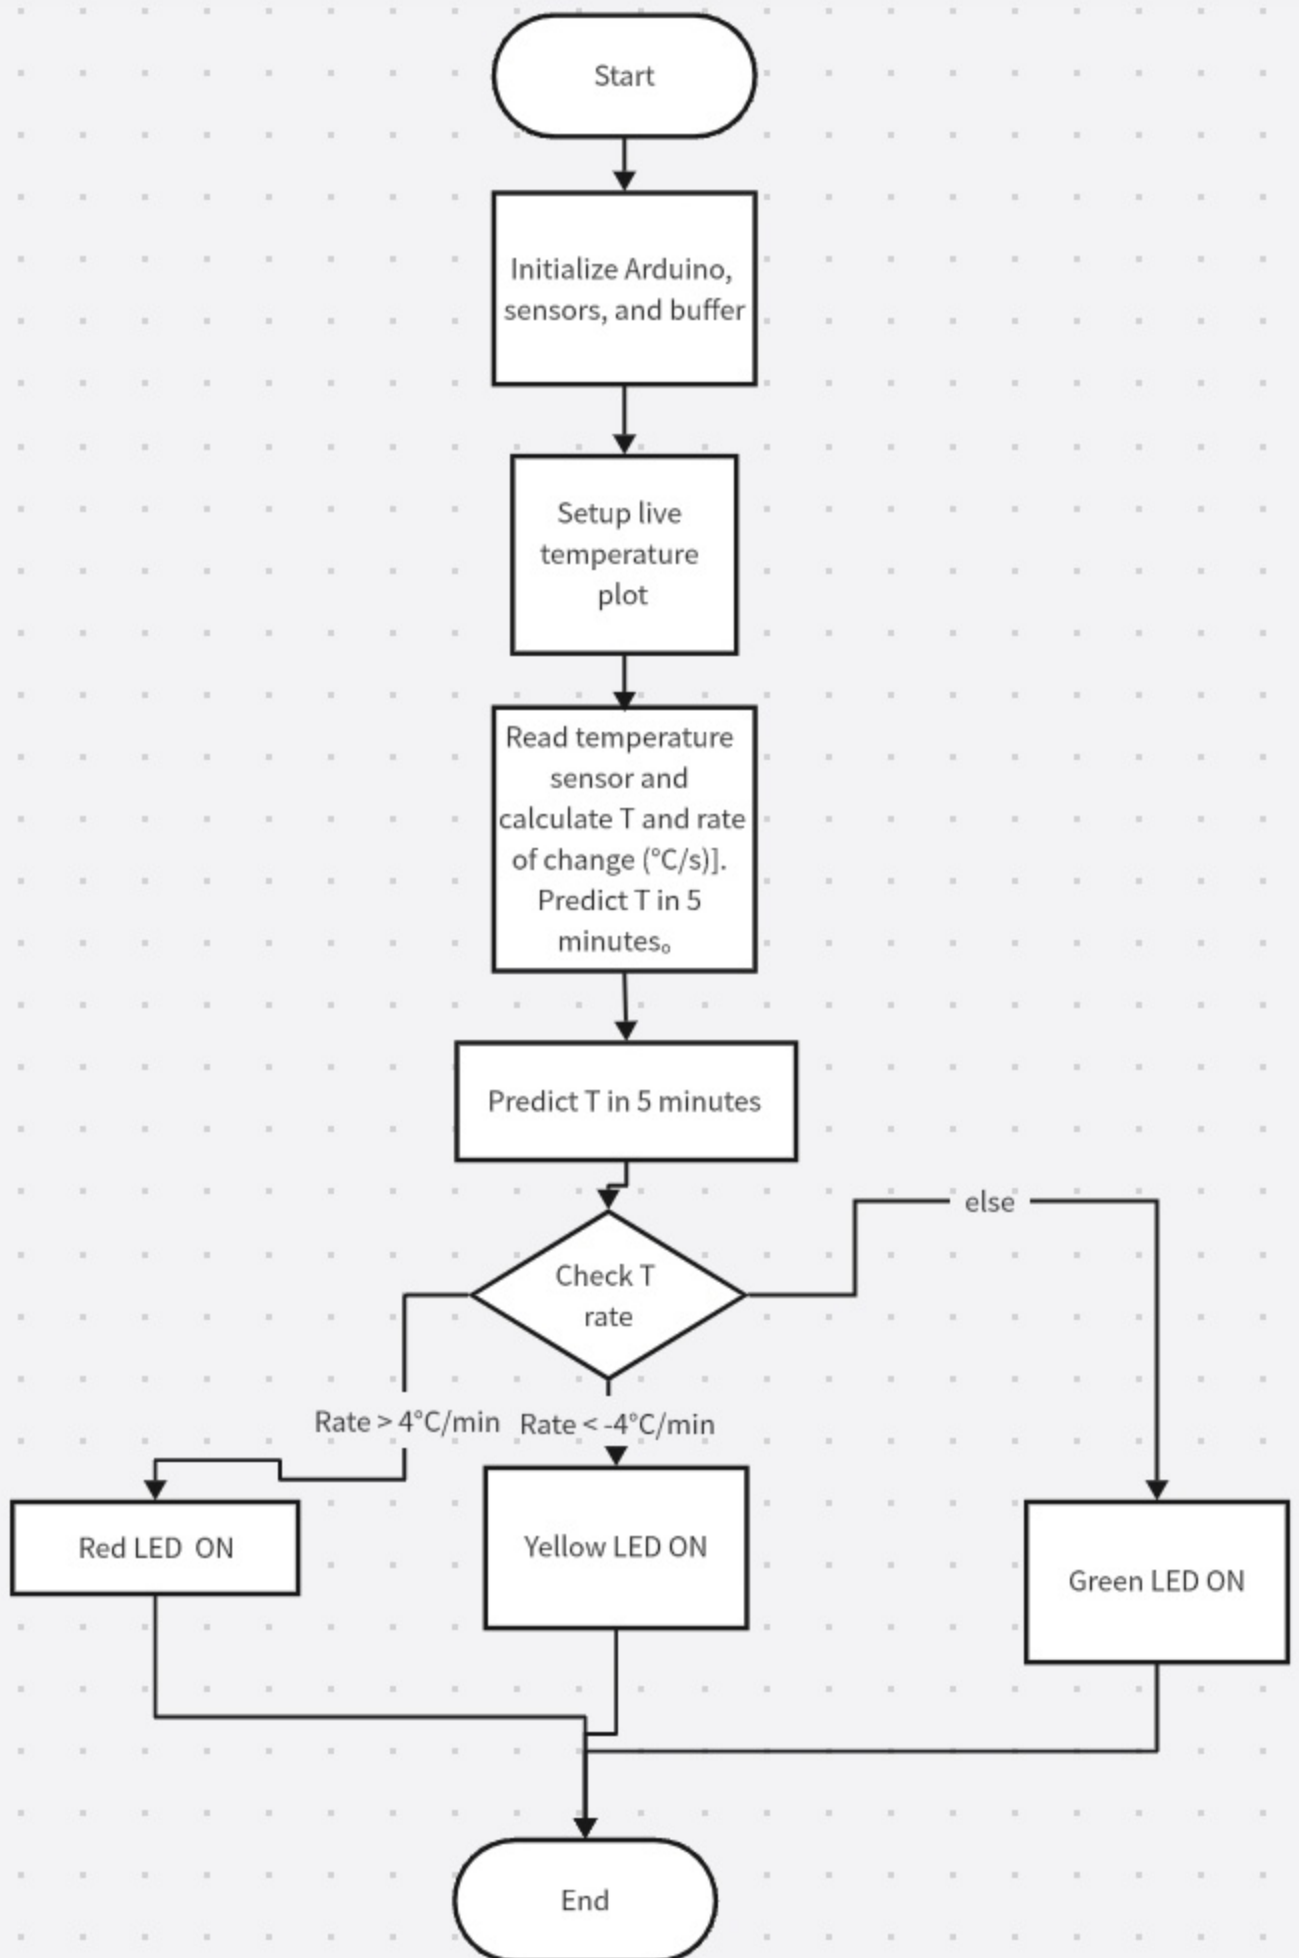 Start
Initialize Arduino,
sensors, and buffer
Setup live
temperature
plot
Read temperature
sensor and
calculate T and rate
of change (°C/s)].
Predict T in 5
minutes。
Predict T in 5 minutes
else
Check T
rate
Rate > 4°C/min
Rate < -4°C/min
Red LED  ON
Yellow LED ON
Green LED ON
End